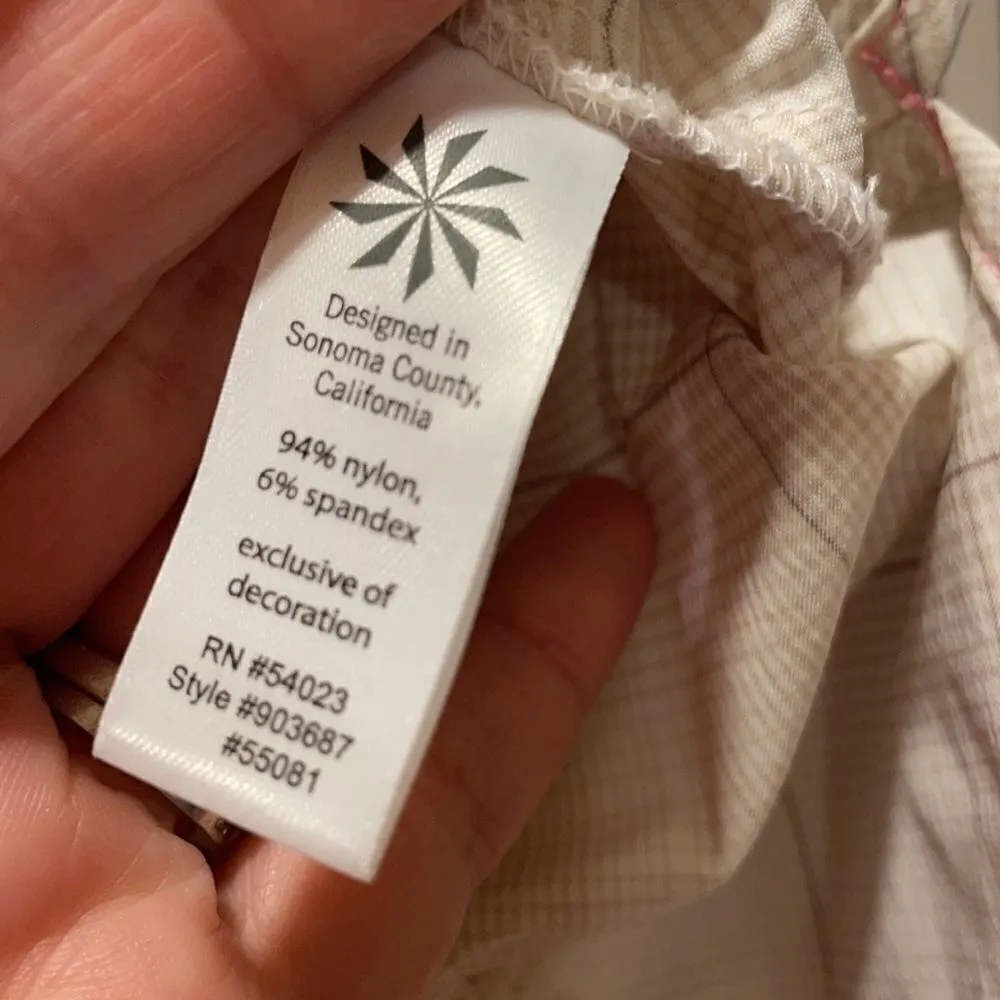 Designed in
Sonoma County,
California
94% nylon,
6% spandex
exclusive of
decoration
RN #54023
Style #903687
#55081